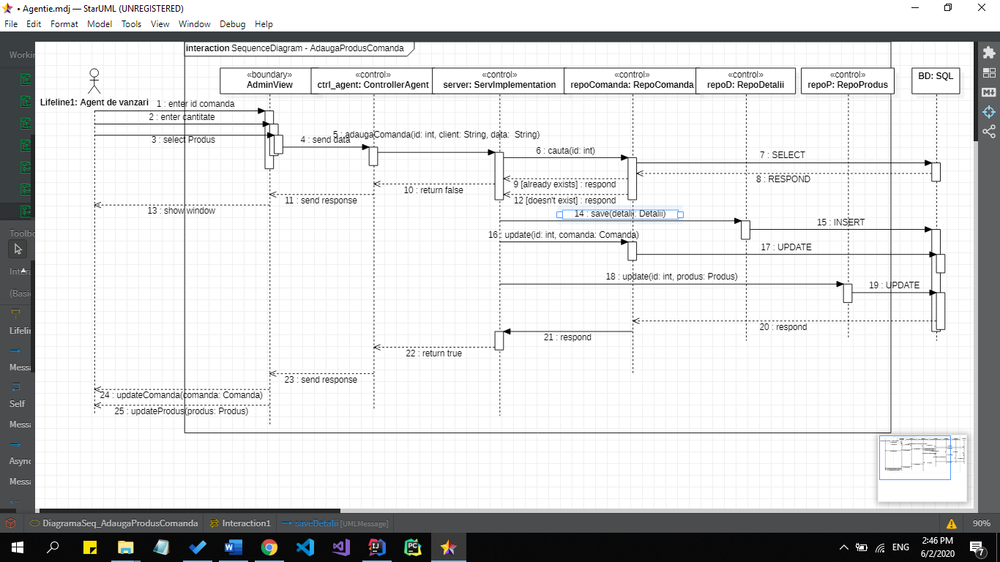 • Agentie.mdj — StarUML (UNREGISTERED)
File Edit Format Model Tools View Window Debug Help
interaction SequenceDiagram - AdaugaProdusComanda
Workin
«boundary»
AdminView
«control»
ctrl_agent: ControllerAgent
«control»
server: ServImplementation
«control»
repoComanda: RepoComanda
«control»
repoD: RepoDetalii
«control»
repoP: RepoProdus
BD: SQL
Lifeline1: Agent de vanzari
1 : enter id comanda
2 : enter cantitate
3 : select Produs
4 : send data
5 : adaugaComanda(id: int, client: String, data: String)
6 : cauta(id: int)
7 : SELECT
8 : RESPOND
9 [already exists] : respond
10 : return false
11 : send response
12 [doesn't exist] : respond
13 : show window
14 : save(detalii: Detalii)
15 : INSERT
16 : update(id: int, comanda: Comanda)
17 : UPDATE
18 : update(id: int, produs: Produs)
19 : UPDATE
20 : respond
21 : respond
22 : return true
23 : send response
24 : updateComanda(comanda: Comanda)
25 : updateProdus(produs: Produs)
Toolbo
Intera
(Basic
Lifelin
Messa
Self
Messa
Async
Messa
DiagramaSeq_AdaugaProdusComanda Interaction1 saveDetalii [UMLMessage] 90%
ENG
2:46 PM
6/2/2020
7